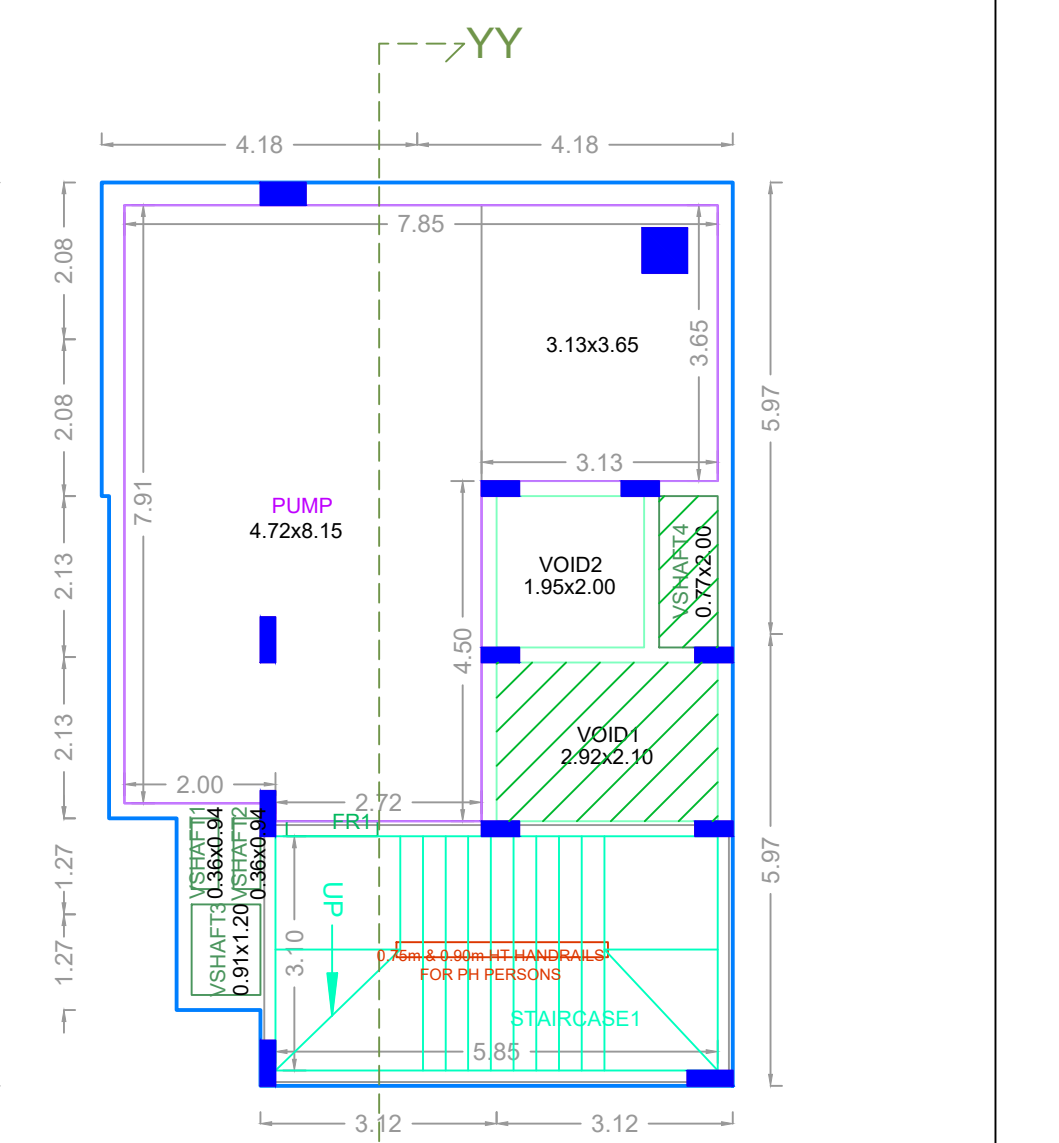 YY
4.18
4.18
7.85
2.08
2.08
2.13
2.13
1.27
1.27
7.91
3.13x3.65
3.65
5.97
5.97
3.13
PUMP
4.72x8.15
4.50
VOID2
1.95x2.00
VSHAFT4
0.77x2.00
VOID1
2.92x2.10
2.00
2.72
FR1
VSHAFT1
0.36x0.94
VSHAFT2
0.36x0.94
VSHAFT3
0.91x1.20
UP
3.10
0.75m & 0.90m HT HANDRAILS
FOR PH PERSONS
STAIRCASE1
5.85
3.12
3.12